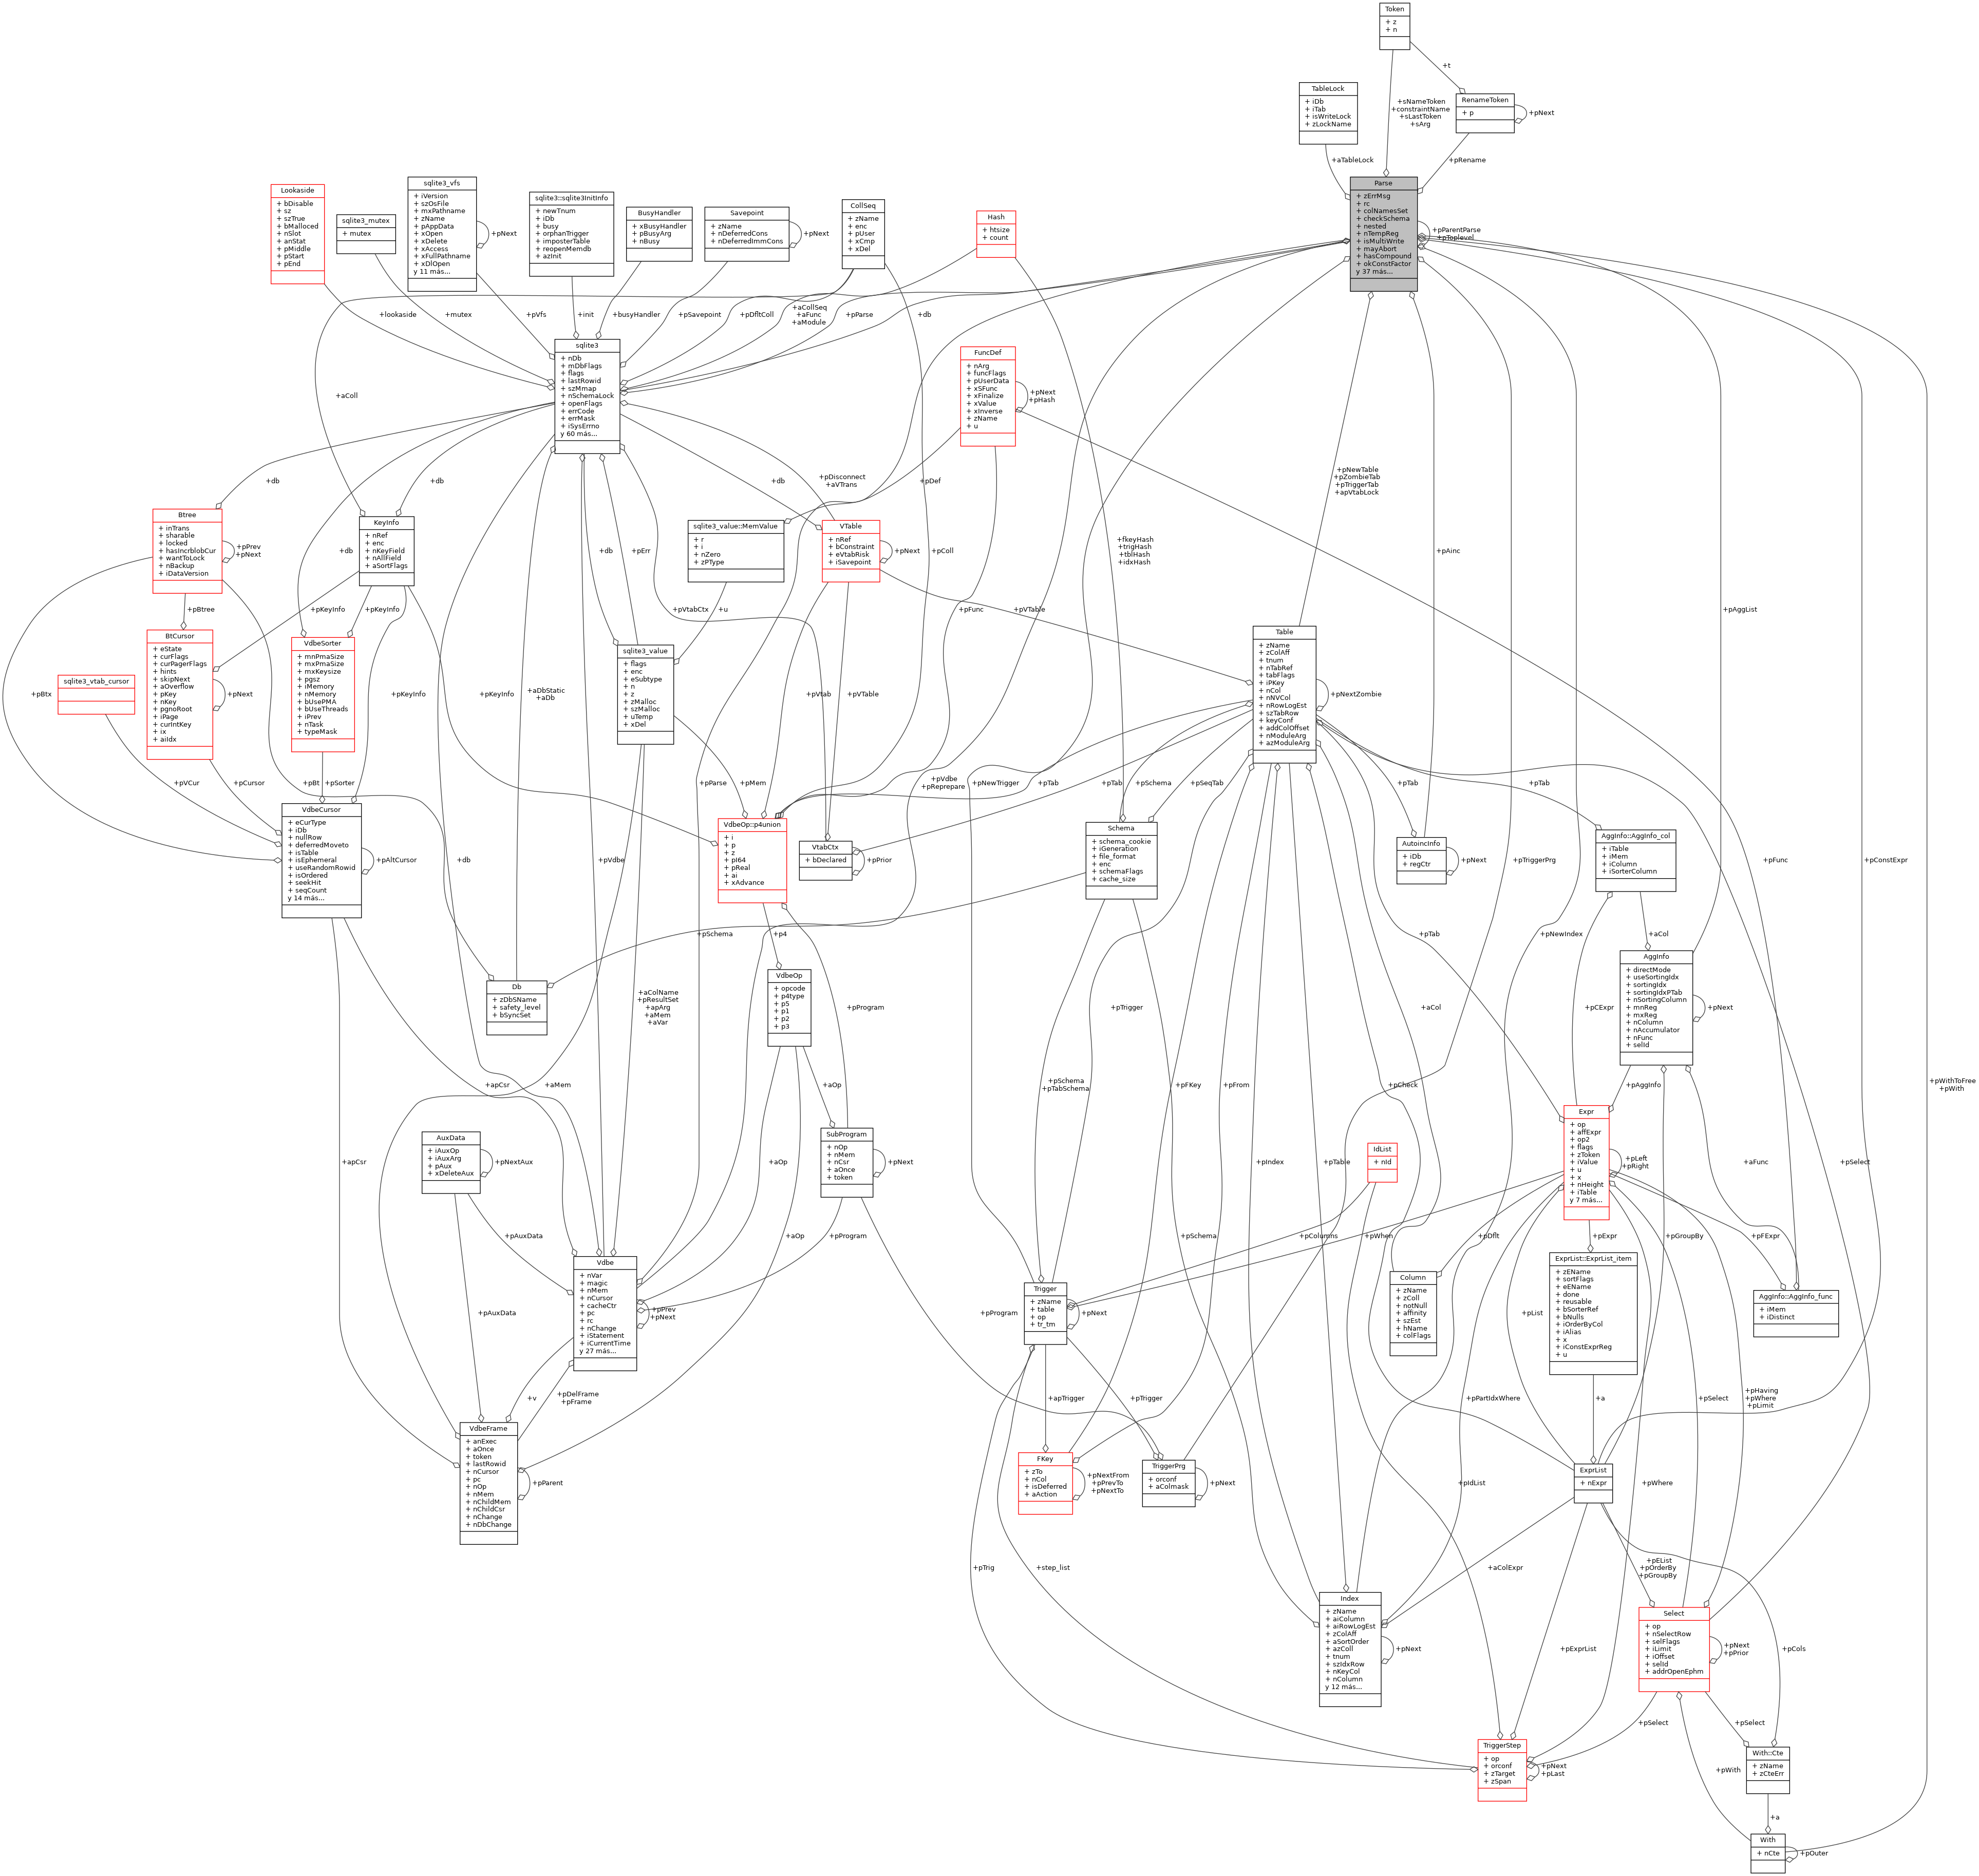 Token
+ z
+ n
+t
TableLock
+ iDb
+ iTab
+ isWriteLock
+ zLockName
+sNameToken
+constraintName
+sLastToken
+sArg
RenameToken
+ p
+pNext
+aTableLock
+pRename
Parse
+ zErrMsg
+ rc
+ colNamesSet
+ checkSchema
+ nested
+ nTempReg
+ isMultiWrite
+ mayAbort
+ hasCompound
+ okConstFactor
y 37 más...
+pParentParse
+pToplevel
Lookaside
+ bDisable
+ sz
+ szTrue
+ bMalloced
+ nSlot
+ anStat
+ pMiddle
+ pStart
+ pEnd
sqlite3_mutex
+ mutex
sqlite3_vfs
+ iVersion
+ szOsFile
+ mxPathname
+ zName
+ pAppData
+ xOpen
+ xDelete
+ xAccess
+ xFullPathname
+ xDlOpen
y 11 más...
+pNext
sqlite3::sqlite3InitInfo
+ newTnum
+ iDb
+ busy
+ orphanTrigger
+ imposterTable
+ reopenMemdb
+ azInit
BusyHandler
+ xBusyHandler
+ pBusyArg
+ nBusy
Savepoint
+ zName
+ nDeferredCons
+ nDeferredImmCons
+pNext
CollSeq
+ zName
+ enc
+ pUser
+ xCmp
+ xDel
Hash
+ htsize
+ count
+lookaside
+mutex
+pVfs
+init
+busyHandler
+pSavepoint
+pDfltColl
+aCollSeq
+aFunc
+aModule
+pParse
+db
sqlite3
+ nDb
+ mDbFlags
+ flags
+ lastRowid
+ szMmap
+ nSchemaLock
+ openFlags
+ errCode
+ errMask
+ iSysErrno
y 60 más...
FuncDef
+ nArg
+ funcFlags
+ pUserData
+ xSFunc
+ xFinalize
+ xValue
+ xInverse
+ zName
+ u
+pNext
+pHash
+aColl
+db
+db
+pDisconnect
+aVTrans
+db
+pDef
+pNewTable
+pZombieTab
+pTriggerTab
+apVtabLock
Btree
+ inTrans
+ sharable
+ locked
+ hasIncrblobCur
+ wantToLock
+ nBackup
+ iDataVersion
+pPrev
+pNext
KeyInfo
+ nRef
+ enc
+ nKeyField
+ nAllField
+ aSortFlags
+db
+db
+pErr
sqlite3_value::MemValue
+ r
+ i
+ nZero
+ zPType
VTable
+ nRef
+ bConstraint
+ eVtabRisk
+ iSavepoint
+pNext
+pColl
+fkeyHash
+trigHash
+tblHash
+idxHash
+pAinc
+pBtree
+pKeyInfo
+pKeyInfo
+pVtabCtx
+u
+pFunc
+pVTable
+pAggList
BtCursor
+ eState
+ curFlags
+ curPagerFlags
+ hints
+ skipNext
+ aOverflow
+ pKey
+ nKey
+ pgnoRoot
+ iPage
+ curIntKey
+ ix
+ aiIdx
+pNext
VdbeSorter
+ mnPmaSize
+ mxPmaSize
+ mxKeysize
+ pgsz
+ iMemory
+ nMemory
+ bUsePMA
+ bUseThreads
+ iPrev
+ nTask
+ typeMask
sqlite3_value
+ flags
+ enc
+ eSubtype
+ n
+ z
+ zMalloc
+ szMalloc
+ uTemp
+ xDel
Table
+ zName
+ zColAff
+ tnum
+ nTabRef
+ tabFlags
+ iPKey
+ nCol
+ nNVCol
+ nRowLogEst
+ szTabRow
+ keyConf
+ addColOffset
+ nModuleArg
+ azModuleArg
+pNextZombie
sqlite3_vtab_cursor
+pBtx
+pKeyInfo
+pKeyInfo
+aDbStatic
+aDb
+pVtab
+pVTable
+pVCur
+pCursor
+pBt
+pSorter
+pParse
+pMem
+pVdbe
+pReprepare
+pNewTrigger
+pTab
+pTab
+pSchema
+pSeqTab
+pTab
+pTab
VdbeCursor
+ eCurType
+ iDb
+ nullRow
+ deferredMoveto
+ isTable
+ isEphemeral
+ useRandomRowid
+ isOrdered
+ seekHit
+ seqCount
y 14 más...
+pAltCursor
+db
+pVdbe
VdbeOp::p4union
+ i
+ p
+ z
+ pI64
+ pReal
+ ai
+ xAdvance
VtabCtx
+ bDeclared
+pPrior
Schema
+ schema_cookie
+ iGeneration
+ file_format
+ enc
+ schemaFlags
+ cache_size
AutoincInfo
+ iDb
+ regCtr
+pNext
+pTriggerPrg
AggInfo::AggInfo_col
+ iTable
+ iMem
+ iColumn
+ iSorterColumn
+pFunc
+pConstExpr
+pSchema
+p4
+pTab
+pNewIndex
+aCol
Db
+ zDbSName
+ safety_level
+ bSyncSet
+aColName
+pResultSet
+apArg
+aMem
+aVar
VdbeOp
+ opcode
+ p4type
+ p5
+ p1
+ p2
+ p3
+pProgram
+pTrigger
+aCol
+pCExpr
AggInfo
+ directMode
+ useSortingIdx
+ sortingIdx
+ sortingIdxPTab
+ nSortingColumn
+ mnReg
+ mxReg
+ nColumn
+ nAccumulator
+ nFunc
+ selId
+pNext
+apCsr
+aMem
+aOp
+pSchema
+pTabSchema
+pFKey
+pFrom
+pCheck
+pAggInfo
+pWithToFree
+pWith
AuxData
+ iAuxOp
+ iAuxArg
+ pAux
+ xDeleteAux
+pNextAux
+apCsr
+aOp
SubProgram
+ nOp
+ nMem
+ nCsr
+ aOnce
+ token
+pNext
+pIndex
+pTable
IdList
+ nId
Expr
+ op
+ affExpr
+ op2
+ flags
+ zToken
+ iValue
+ u
+ x
+ nHeight
+ iTable
y 7 más...
+pLeft
+pRight
+aFunc
+pSelect
+pAuxData
+aOp
+pProgram
+pSchema
+pColumns
+pWhen
+pDflt
+pExpr
+pGroupBy
+pFExpr
Vdbe
+ nVar
+ magic
+ nMem
+ nCursor
+ cacheCtr
+ pc
+ rc
+ nChange
+ iStatement
+ iCurrentTime
y 27 más...
+pPrev
+pNext
+pAuxData
+pProgram
Trigger
+ zName
+ table
+ op
+ tr_tm
+pNext
Column
+ zName
+ zColl
+ notNull
+ affinity
+ szEst
+ hName
+ colFlags
+pList
ExprList::ExprList_item
+ zEName
+ sortFlags
+ eEName
+ done
+ reusable
+ bSorterRef
+ bNulls
+ iOrderByCol
+ iAlias
+ x
+ iConstExprReg
+ u
AggInfo::AggInfo_func
+ iMem
+ iDistinct
+v
+pDelFrame
+pFrame
+apTrigger
+pTrigger
+pPartIdxWhere
+a
+pSelect
+pHaving
+pWhere
+pLimit
VdbeFrame
+ anExec
+ aOnce
+ token
+ lastRowid
+ nCursor
+ pc
+ nOp
+ nMem
+ nChildMem
+ nChildCsr
+ nChange
+ nDbChange
+pParent
FKey
+ zTo
+ nCol
+ isDeferred
+ aAction
+pNextFrom
+pPrevTo
+pNextTo
TriggerPrg
+ orconf
+ aColmask
+pNext
+pIdList
ExprList
+ nExpr
+pWhere
+pTrig
+step_list
+aColExpr
+pEList
+pOrderBy
+pGroupBy
Index
+ zName
+ aiColumn
+ aiRowLogEst
+ zColAff
+ aSortOrder
+ azColl
+ tnum
+ szIdxRow
+ nKeyCol
+ nColumn
y 12 más...
+pNext
+pExprList
Select
+ op
+ nSelectRow
+ selFlags
+ iLimit
+ iOffset
+ selId
+ addrOpenEphm
+pNext
+pPrior
+pCols
+pSelect
+pSelect
TriggerStep
+ op
+ orconf
+ zTarget
+ zSpan
+pNext
+pLast
+pWith
With::Cte
+ zName
+ zCteErr
+a
With
+ nCte
+pOuter